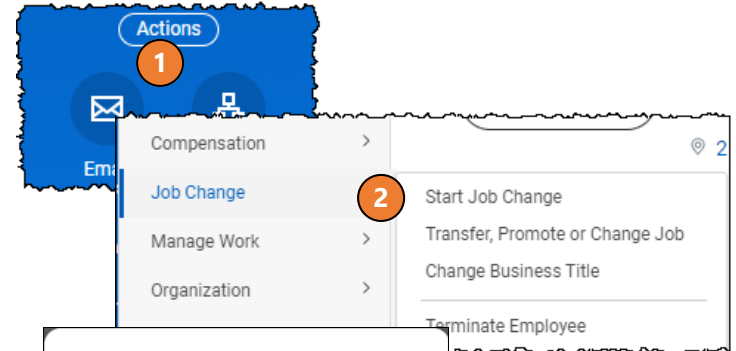 Actions
1
Ema
Compensation
2
Job Change
2
Start Job Change
Manage Work
Transfer, Promote or Change Job
Change Business Title
Organization
Terminate Employee